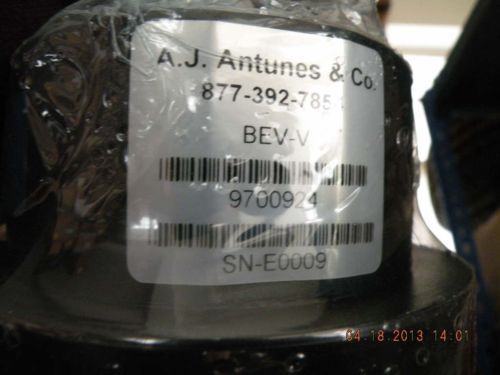 A.J. Antunes & Co.
877-392-785
BEV-V
9700924
SN-E0009
04.18.2013 14:01